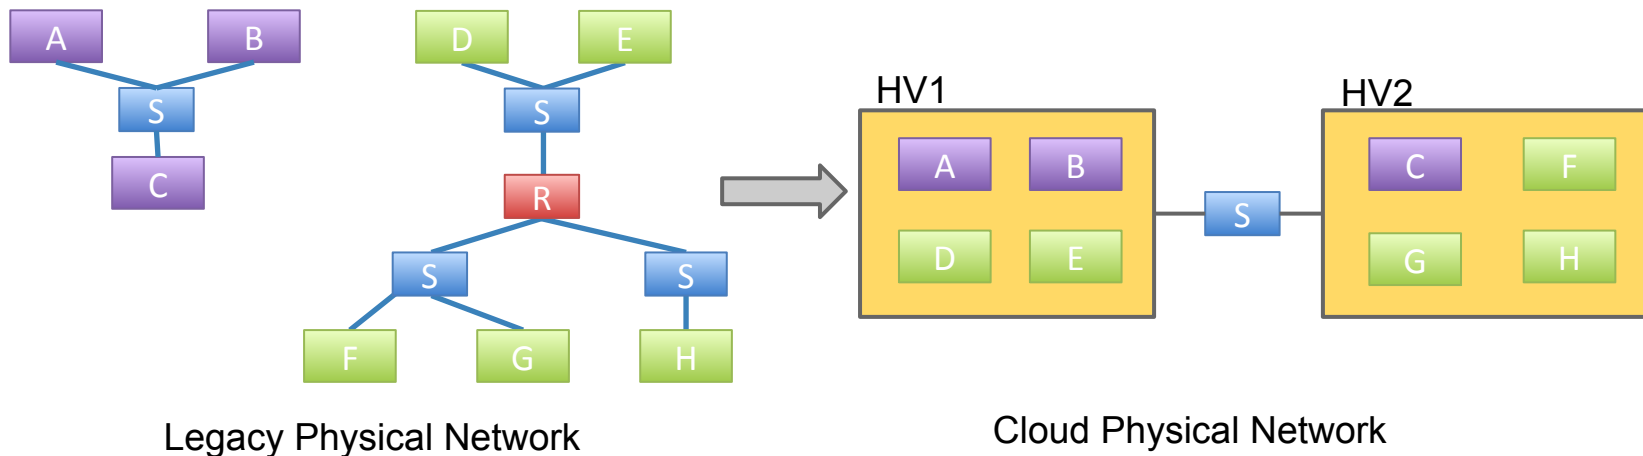 A
B
S
C
D
E
S
R
S
S
F
G
H
Legacy Physical Network
HV1
A
B
D
E
S
HV2
C
F
G
H
Cloud Physical Network